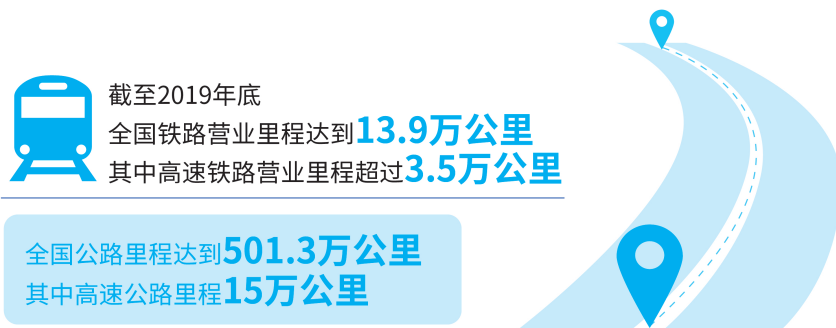 截至2019年底
全国铁路营业里程达到13.9万公里
其中高速铁路营业里程超过3.5万公里
全国公路里程达到501.3万公里
其中高速公路里程15万公里